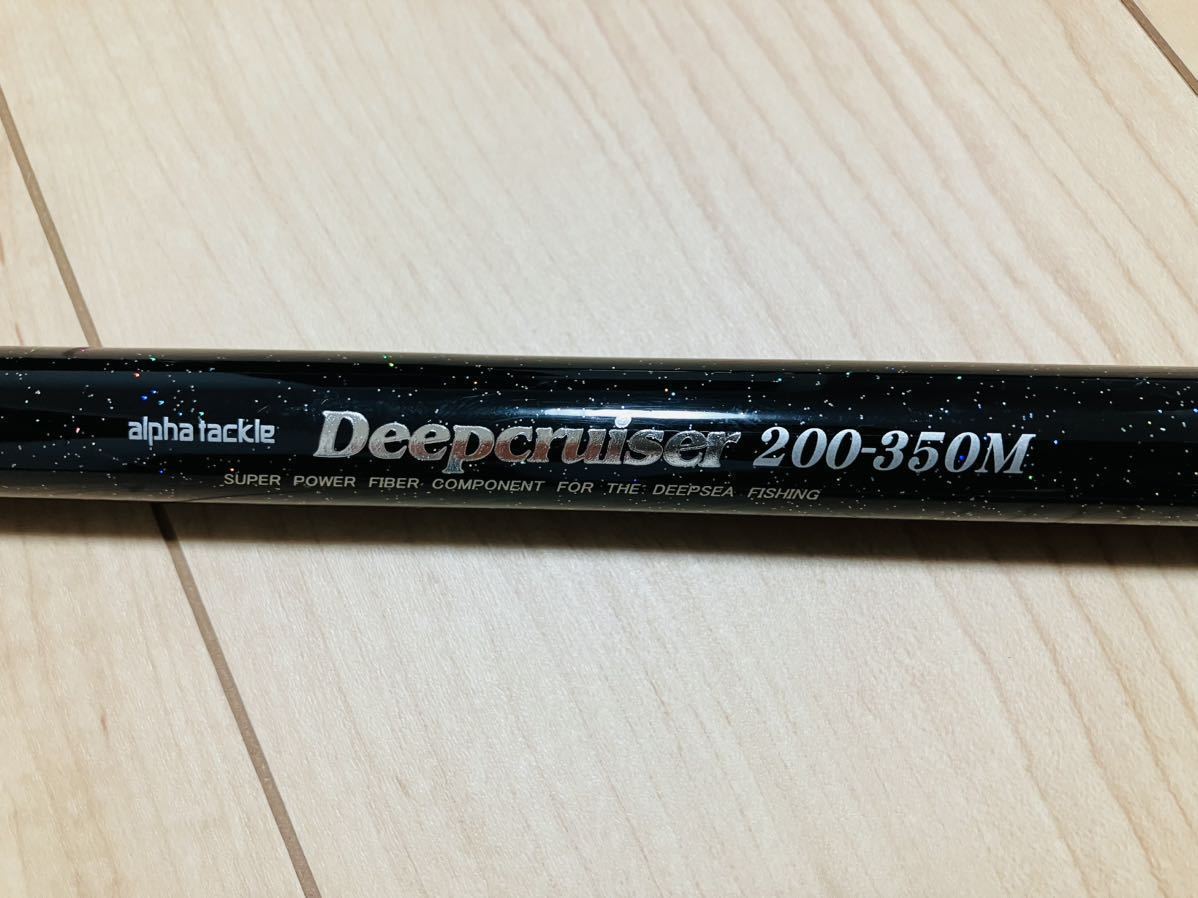 alpha tackle Deepcruiser 200-350M
SUPER POWER FIBER COMPONENT FOR THE DEEPSEA FISHING